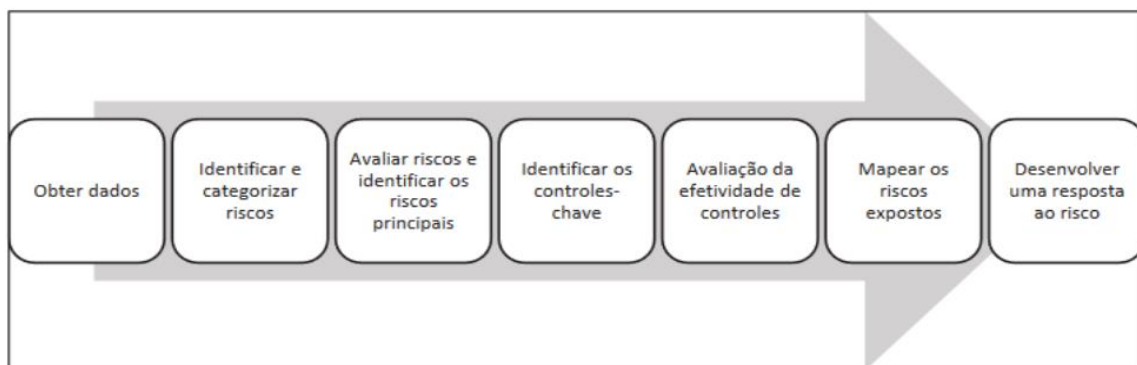 Obter dados
Identificar e
categorizar
riscos
Avaliar riscos e
identificar os
riscos
principais
Identificar os
controles-
chave
Avaliação da
efetividade de
controles
Mapear os
riscos
expostos
Desenvolver
uma resposta
ao risco